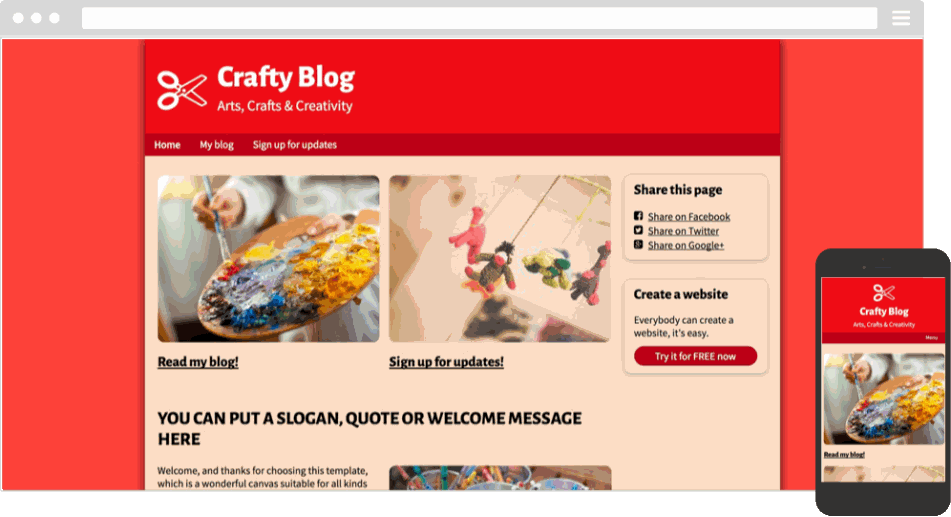 Crafty Blog
Arts, Crafts & Creativity
Home My blog Sign up for updates
Read my blog!
Sign up for updates!
YOU CAN PUT A SLOGAN, QUOTE OR WELCOME MESSAGE
HERE
Welcome, and thanks for choosing this template,
which is a wonderful canvas suitable for all kinds
Share this page
Share on Facebook
Share on Twitter
Share on Google+
Create a website
Everybody can create a
website, it's easy.
Try it for FREE now
Crafty Blog
Arts, Crafts & Creativity
Menu
Read my blog!